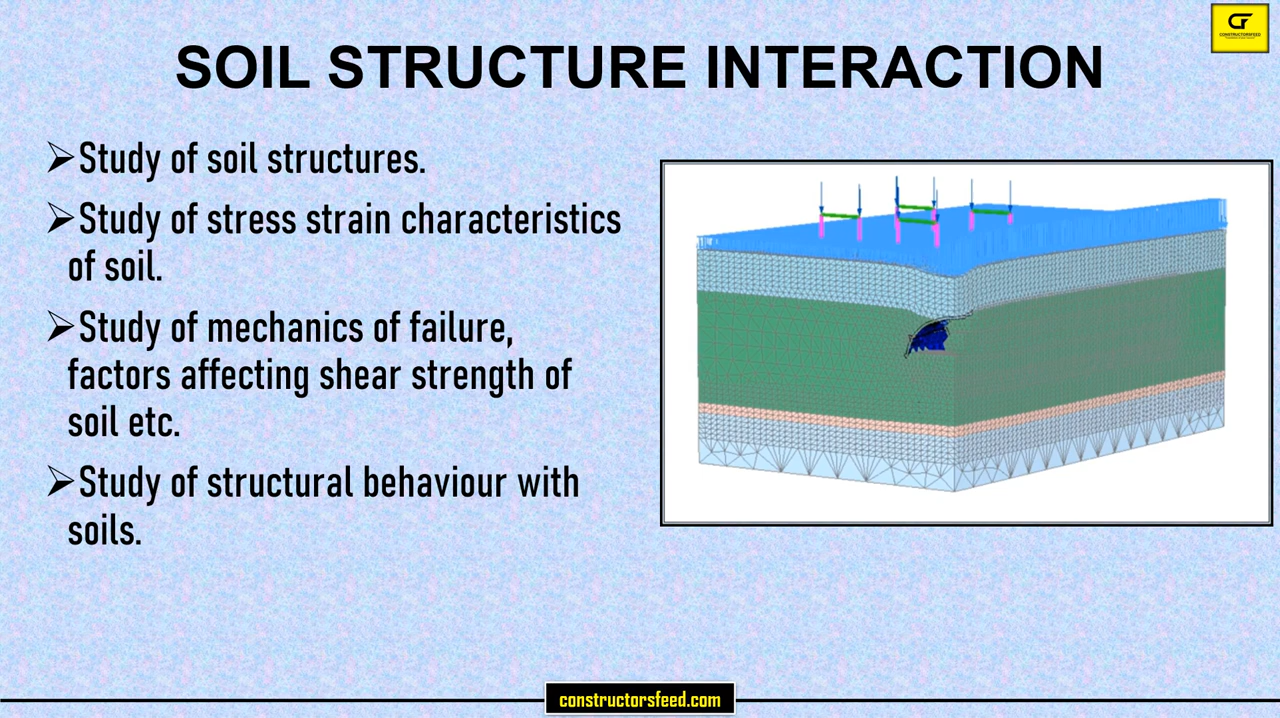 CONSTRUCTORSFEED
SOIL STRUCTURE INTERACTION
➢Study of soil structures.
➢Study of stress strain characteristics
of soil.
➢Study of mechanics of failure,
factors affecting shear strength of
soil etc.
➢Study of structural behaviour with
soils.
constructorsfeed.com